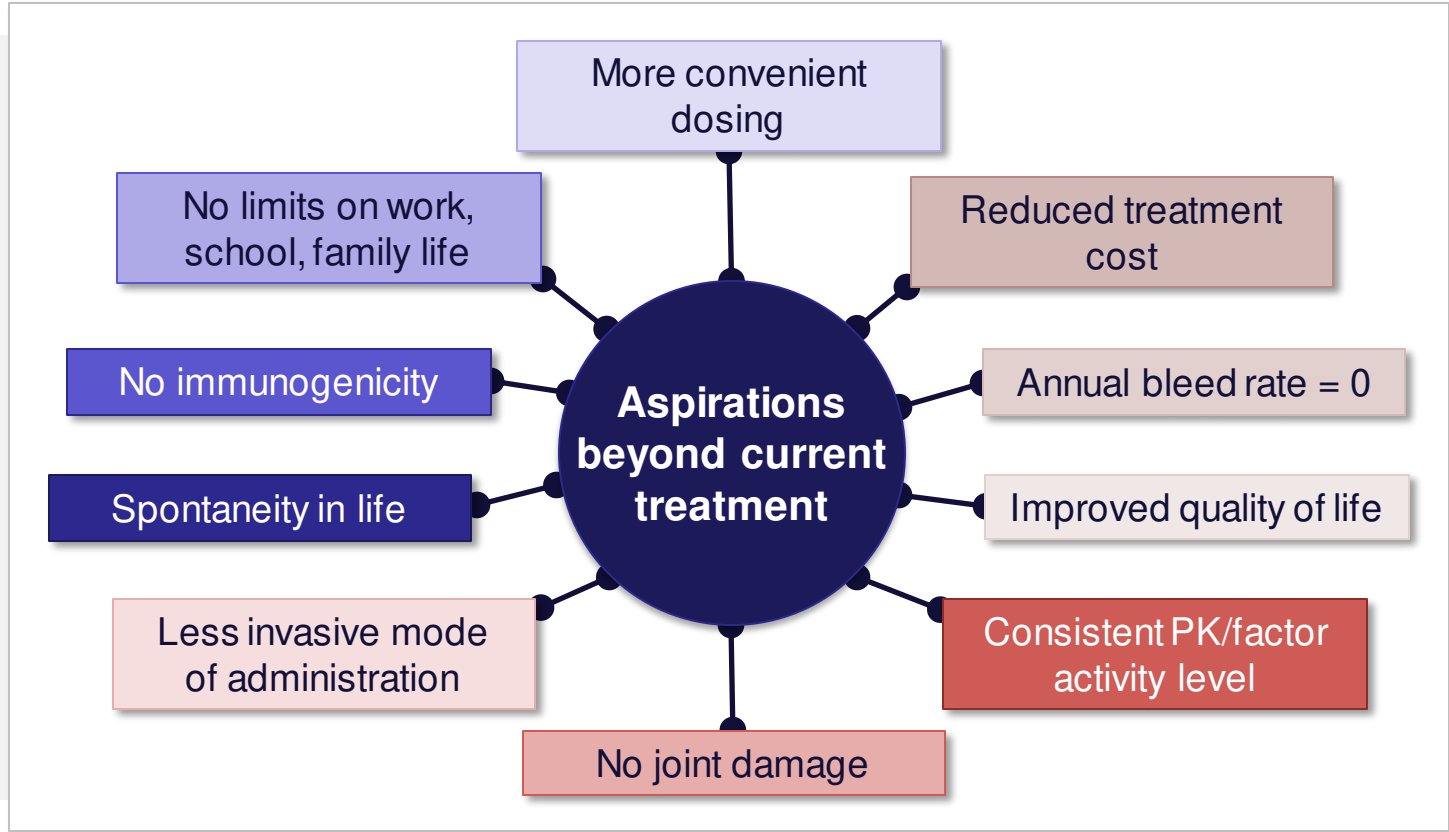 More convenient
dosing
No limits on work,
school, family life
Reduced treatment
cost
No immunogenicity
Annual bleed rate = 0
Aspirations
beyond current
treatment
Spontaneity in life
Improved quality of life
Less invasive mode
of administration
Consistent PK/factor
activity level
No joint damage